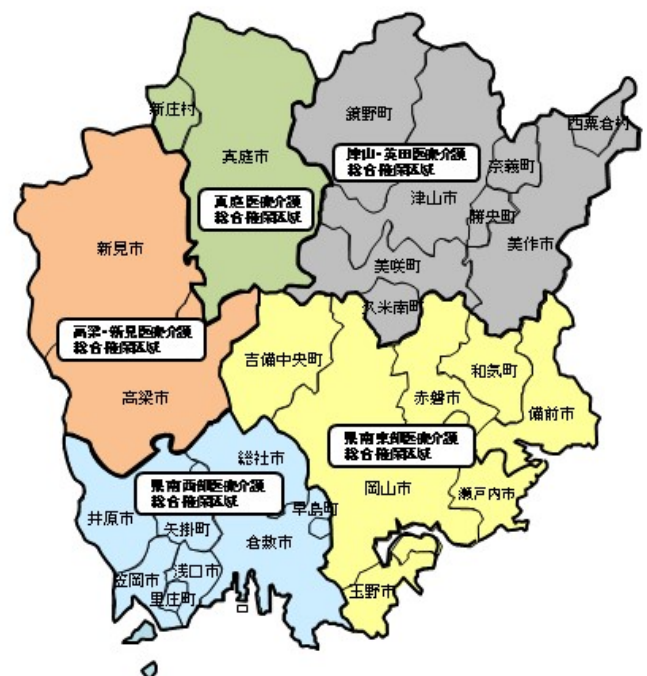 新庄村
真庭市
鏡野町
西粟倉村
津山・英田医療介護
総合確保区域
奈義町
津山市
勝央町
美作市
真庭医療介護
総合確保区域
新見市
美咲町
久米南町
高梁・新見医療介護
総合確保区域
吉備中央町
和気町
高梁市
赤磐市
備前市
県南東部医療介護
総合確保区域
総社市
県南西部医療介護
総合確保区域
岡山市
瀬戸内市
早島町
井原市
矢掛町
倉敷市
浅口市
笠岡市
里庄町
玉野市